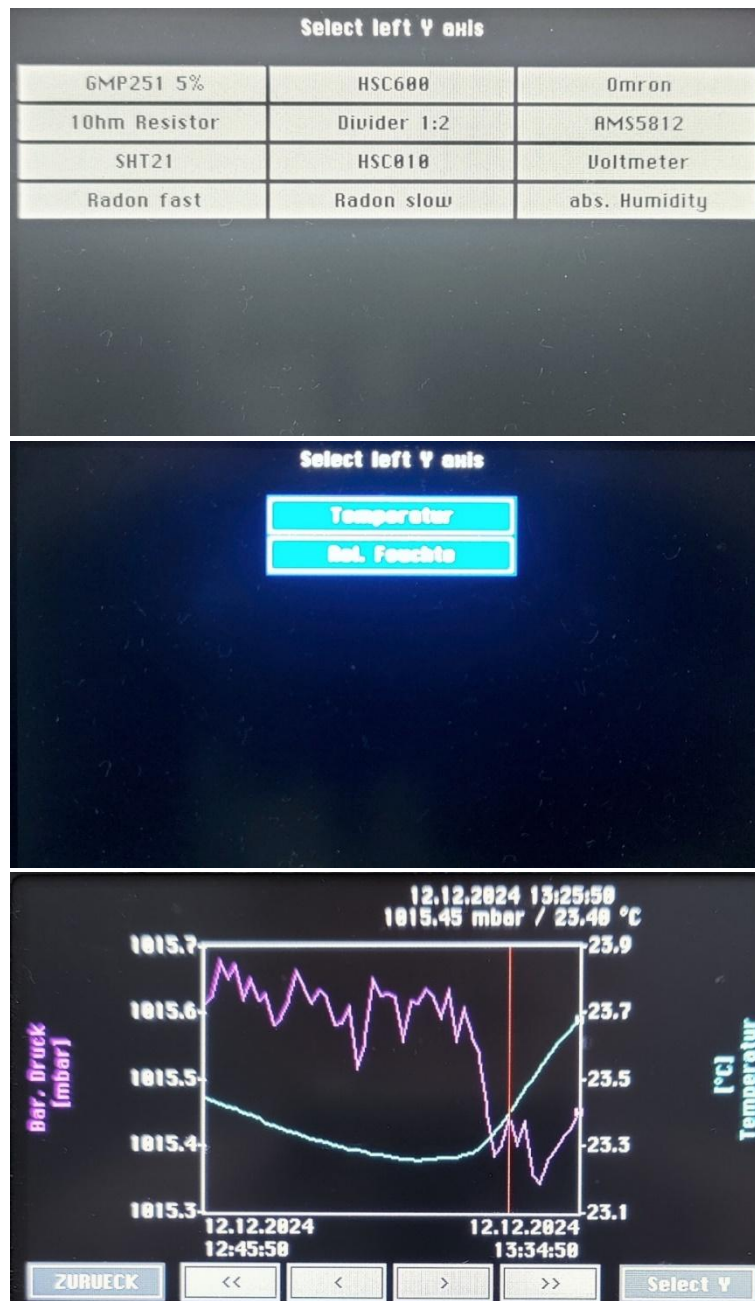 Select left Y axis
GMP251 5% HSC600 Omron
10hm Resistor Divider 1:2 AMS5812
SHT21 HSC010 Voltmeter
Radon fast Radon slow abs. Humidity
Select left Y axis
Temperatur
Rel. Feuchte
12.12.2024 13:25:50
1015.45 mbar / 23.40 °C
1015.7 23.9
1015.6 23.7
1015.5 23.5
1015.4 23.3
1015.3 23.1
Bar. Druck
[mbar]
[°C]
Temperatur
12.12.2024 12.12.2024
12:45:50 13:34:50
ZURUECK << < > >> Select Y